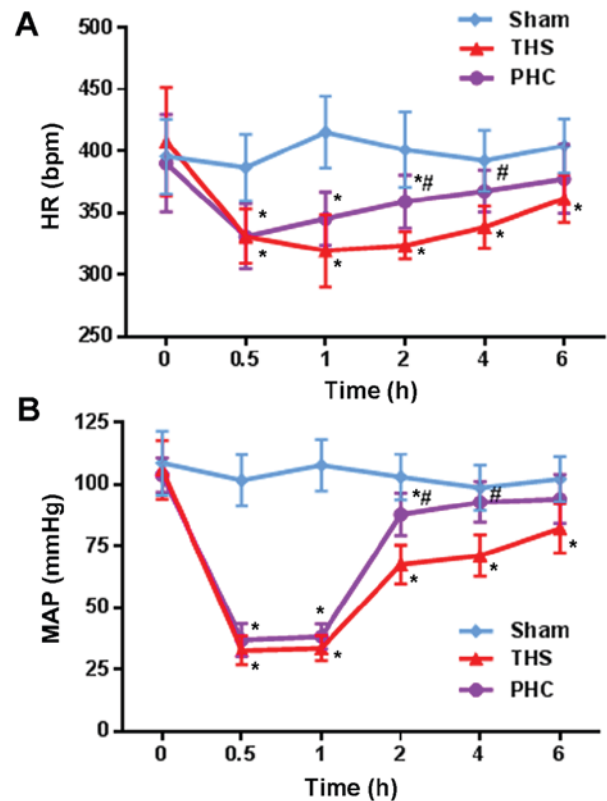 A
500
450
400
350
300
250
HR (bpm)
Sham
THS
PHC
* * *# # 
* * * * *
0 0.5 1 2 4 6
Time (h)
B
125
100
75
50
25
0
MAP (mmHg)
*# #
* * * * *
* *
Sham
THS
PHC
0 0.5 1 2 4 6
Time (h)